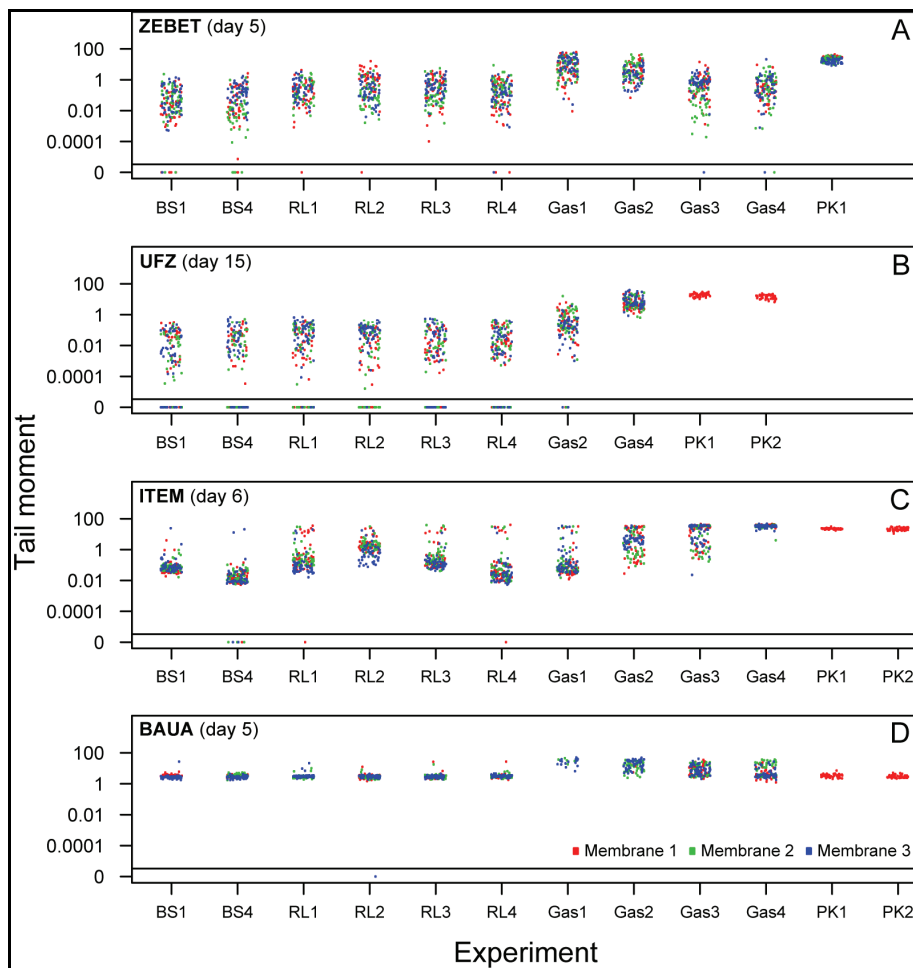 Tail moment
ZEBET (day 5)
A
100
1
0.01
0.0001
0
BS1 BS4 RL1 RL2 RL3 RL4 Gas1 Gas2 Gas3 Gas4 PK1
UFZ (day 15)
B
100
1
0.01
0.0001
0
BS1 BS4 RL1 RL2 RL3 RL4 Gas2 Gas4 PK1 PK2
ITEM (day 6)
C
100
1
0.01
0.0001
0
BS1 BS4 RL1 RL2 RL3 RL4 Gas1 Gas2 Gas3 Gas4 PK1 PK2
BAUA (day 5)
D
100
1
0.01
0.0001
0
Membrane 1 Membrane 2 Membrane 3
BS1 BS4 RL1 RL2 RL3 RL4 Gas1 Gas2 Gas3 Gas4 PK1 PK2
Experiment